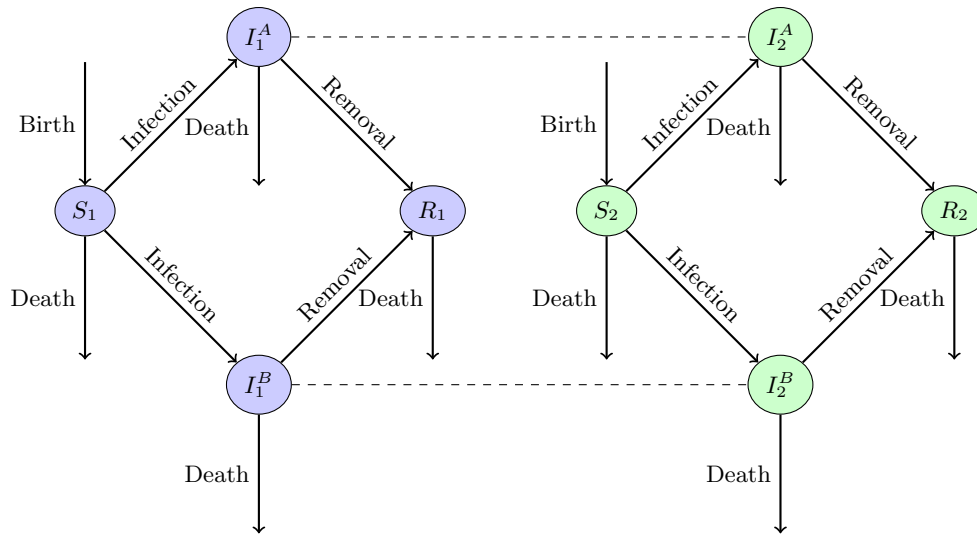 $I_1^A$
$I_2^A$
Birth
Infection
Death
Removal
Birth
Infection
Death
Removal
$S_1$
$R_1$
$S_2$
$R_2$
Death
Infection
Removal
Death
Death
Infection
Removal
Death
$I_1^B$
$I_2^B$
Death
Death